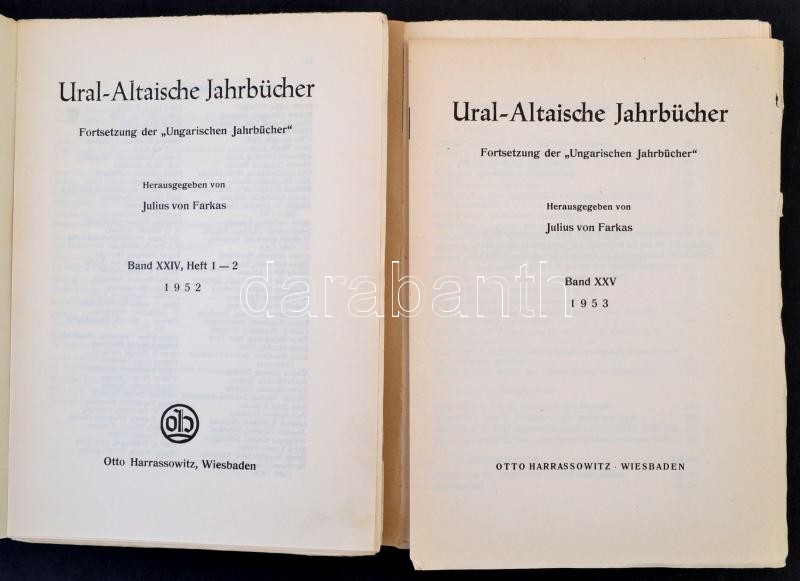 Ural-Altaische Jahrbücher
Fortsetzung der „Ungarischen Jahrbücher“
Herausgegeben von
Julius von Farkas
Band XXIV, Heft 1 — 2
1952
Otto Harrassowitz, Wiesbaden
Ural-Altaische Jahrbücher
Fortsetzung der „Ungarischen Jahrbücher“
Herausgegeben von
Julius von Farkas
Band XXV
1953
OTTO HARRASSOWITZ · WIESBADEN
darabanth